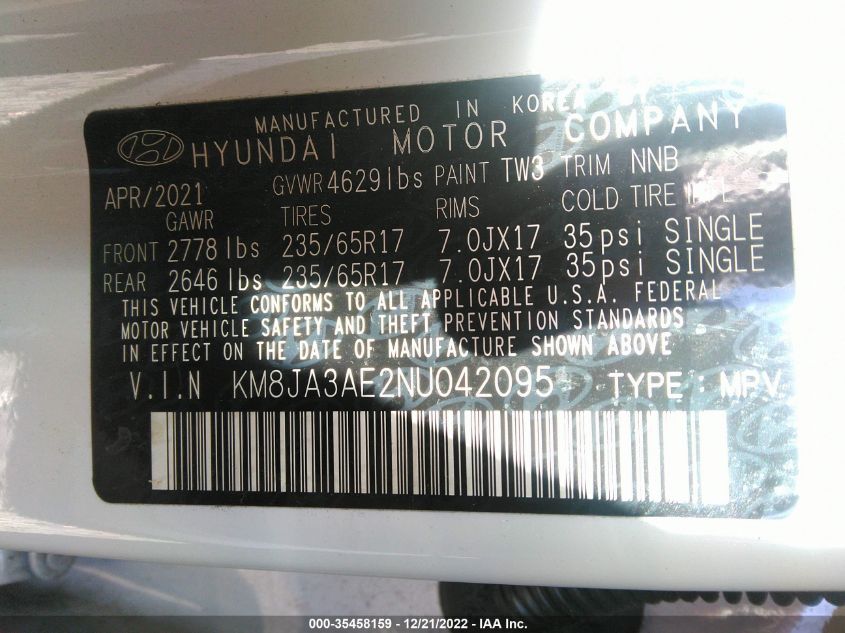 MANUFACTURED IN KOREA
HYUNDAI MOTOR COMPANY
APR/2021 GVWR 4629lbs PAINT TW3 TRIM NNB
GAWR TIRES RIMS COLD TIRE
FRONT 2778 lbs 235/65R17 7.0JX17 35psi SINGLE
REAR 2646 lbs 235/65R17 7.0JX17 35psi SINGLE
THIS VEHICLE CONFORMS TO ALL APPLICABLE U.S.A. FEDERAL
MOTOR VEHICLE SAFETY AND THEFT PREVENTION STANDARDS
IN EFFECT ON THE DATE OF MANUFACTURE SHOWN ABOVE
V.I.N KM8JA3AE2NU042095 TYPE : MPV
000-35458159 - 12/21/2022 - IAA Inc.